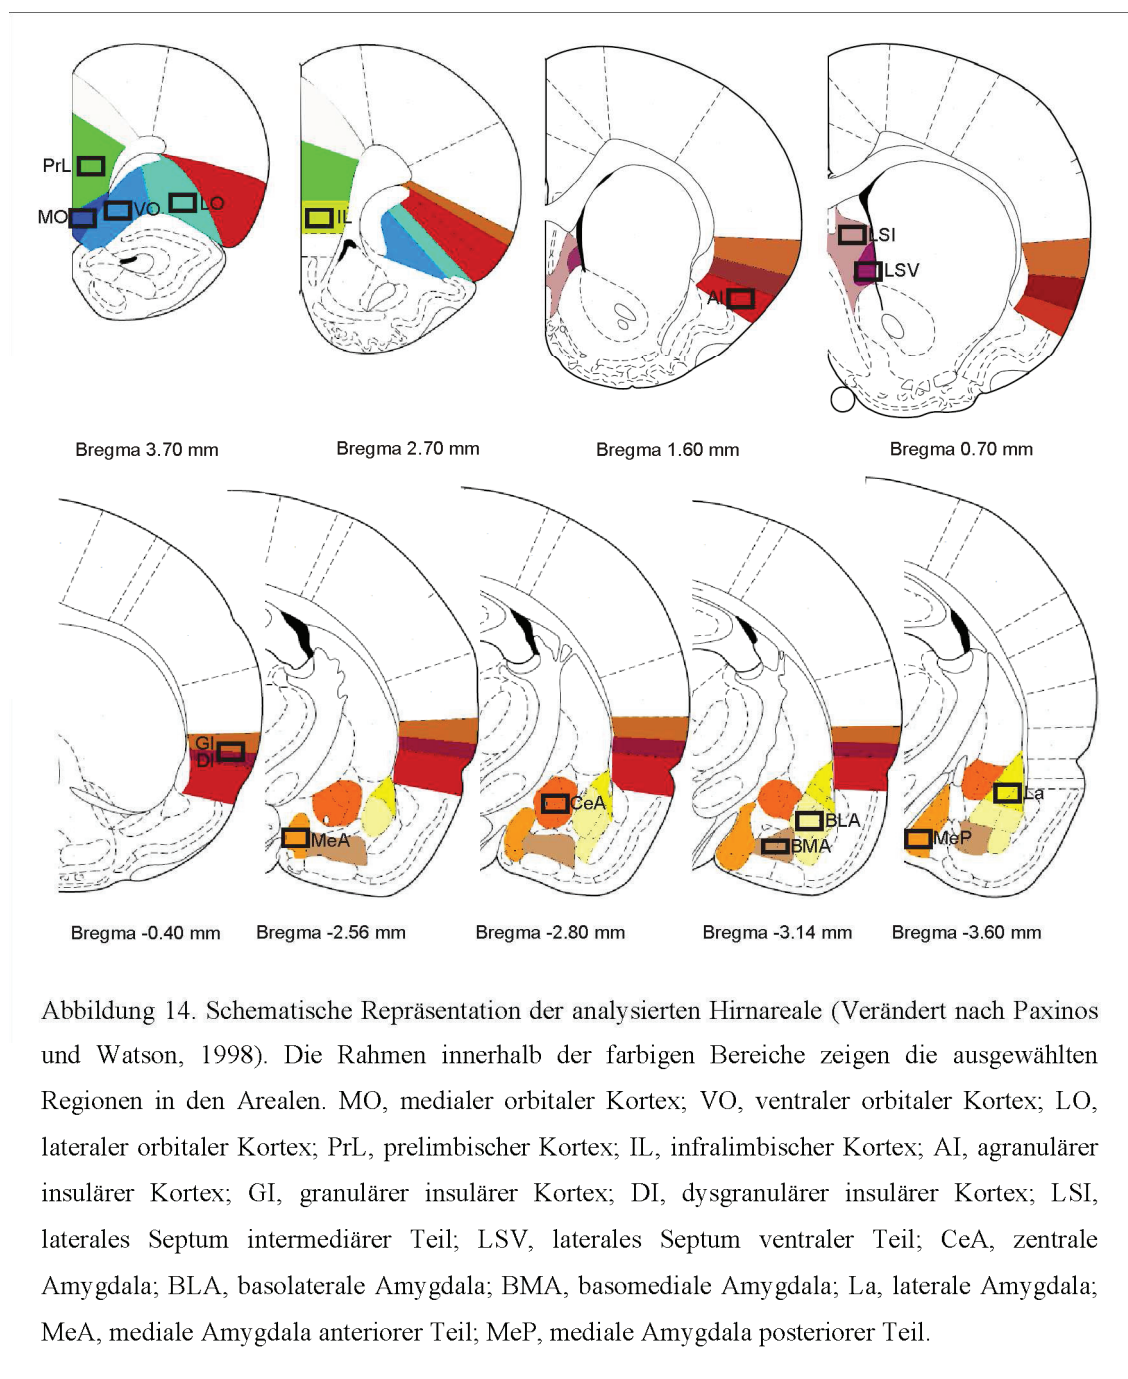 PrL
MO
VO
LO
IL
AI
LSI
LSV
Bregma 3.70 mm
Bregma 2.70 mm
Bregma 1.60 mm
Bregma 0.70 mm
GI
DI
MeA
CeA
BLA
BMA
La
MeP
Bregma -0.40 mm
Bregma -2.56 mm
Bregma -2.80 mm
Bregma -3.14 mm
Bregma -3.60 mm
Abbildung 14. Schematische Repräsentation der analysierten Hirnareale (Verändert nach Paxinos
und Watson, 1998). Die Rahmen innerhalb der farbigen Bereiche zeigen die ausgewählten
Regionen in den Arealen. MO, medialer orbitaler Kortex; VO, ventraler orbitaler Kortex; LO,
lateraler orbitaler Kortex; PrL, prelimbischer Kortex; IL, infralimbischer Kortex; AI, agranulärer
insulärer Kortex; GI, granulärer insulärer Kortex; DI, dysgranulärer insulärer Kortex; LSI,
laterales Septum intermediärer Teil; LSV, laterales Septum ventraler Teil; CeA, zentrale
Amygdala; BLA, basolaterale Amygdala; BMA, basomediale Amygdala; La, laterale Amygdala;
MeA, mediale Amygdala anteriorer Teil; MeP, mediale Amygdala posteriorer Teil.